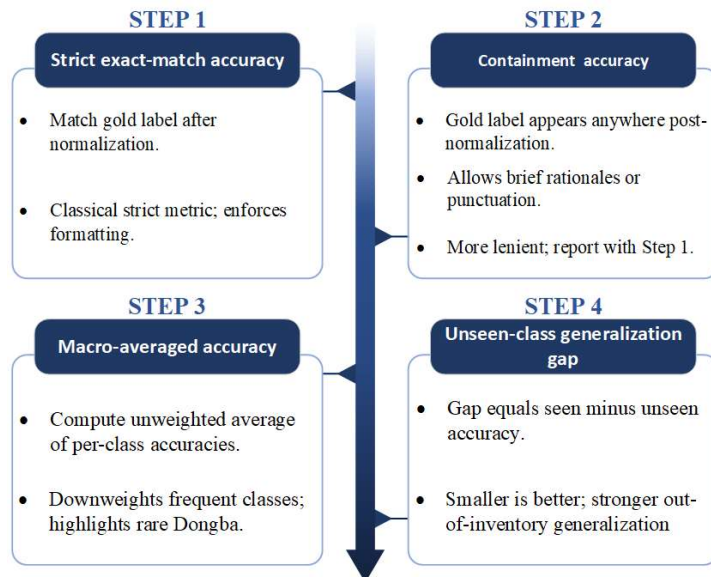 STEP 1
Strict exact-match accuracy
• Match gold label after
normalization.
• Classical strict metric; enforces
formatting.
STEP 2
Containment accuracy
• Gold label appears anywhere post-
normalization.
• Allows brief rationales or
punctuation.
• More lenient; report with Step 1.
STEP 3
Macro-averaged accuracy
• Compute unweighted average
of per-class accuracies.
• Downweights frequent classes;
highlights rare Dongba.
STEP 4
Unseen-class generalization
gap
• Gap equals seen minus unseen
accuracy.
• Smaller is better; stronger out-
of-inventory generalization